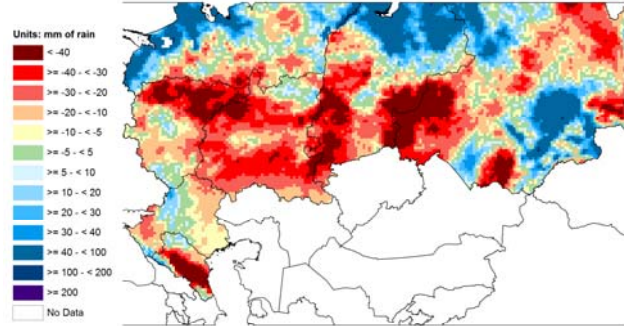 Units: mm of rain
< -40
>= -40 - < -30
>= -30 - < -20
>= -20 - < -10
>= -10 - < -5
>= -5 - < 5
>= 5 - < 10
>= 10 - < 20
>= 20 - < 30
>= 30 - < 40
>= 40 - < 100
>= 100 - < 200
>= 200
No Data